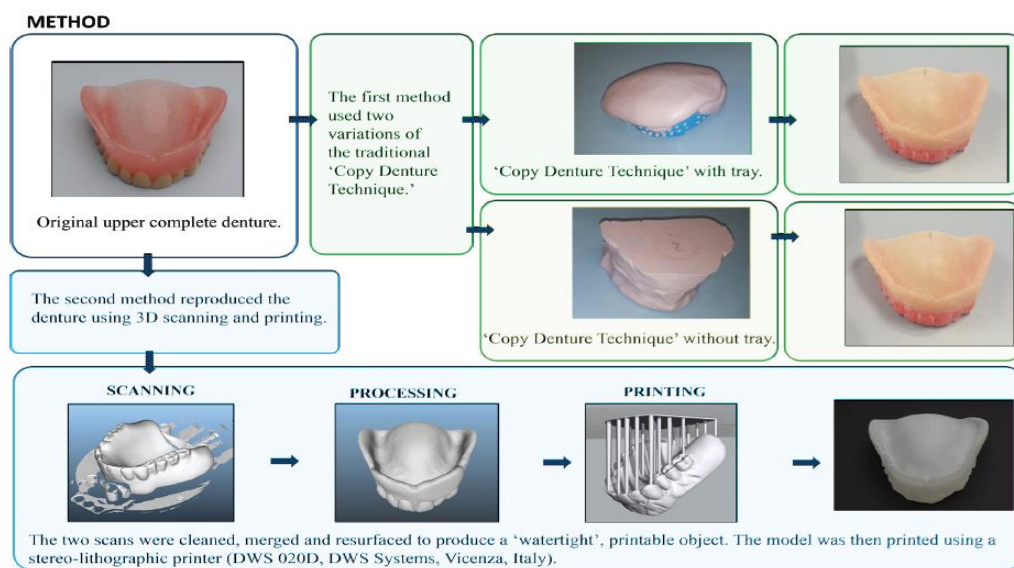 METHOD
Original upper complete denture.
The first method
used two
variations of
the traditional
‘Copy Denture
Technique.’
‘Copy Denture Technique’ with tray.
‘Copy Denture Technique’ without tray.
The second method reproduced the
denture using 3D scanning and printing.
SCANNING
PROCESSING
PRINTING
The two scans were cleaned, merged and resurfaced to produce a ‘watertight’, printable object. The model was then printed using a
stereo-lithographic printer (DWS 020D, DWS Systems, Vicenza, Italy).